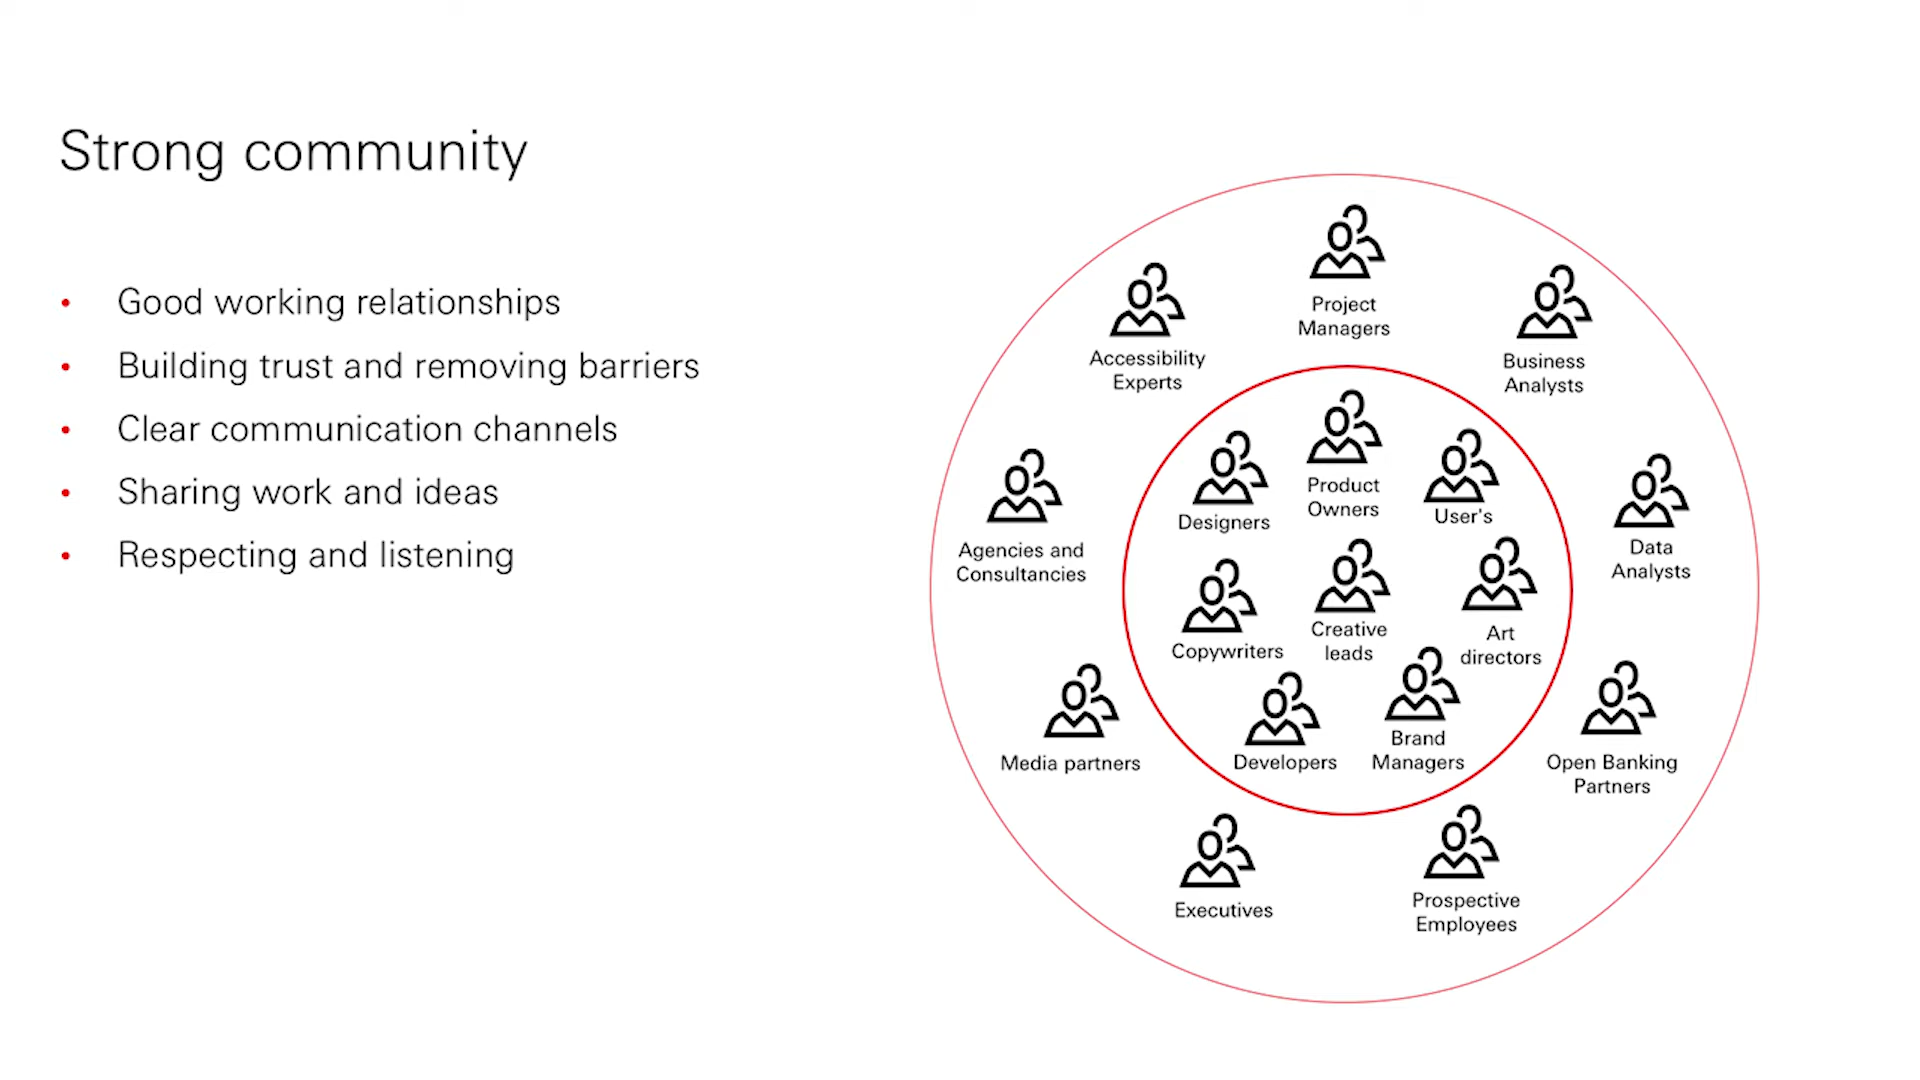 Strong community
• Good working relationships
• Building trust and removing barriers
• Clear communication channels
• Sharing work and ideas
• Respecting and listening
Project
Managers
Accessibility
Experts
Business
Analysts
Agencies and
Consultancies
Data
Analysts
Media partners
Open Banking
Partners
Executives
Prospective
Employees
Designers
Product
Owners
User's
Copywriters
Creative
leads
Art
directors
Developers
Brand
Managers